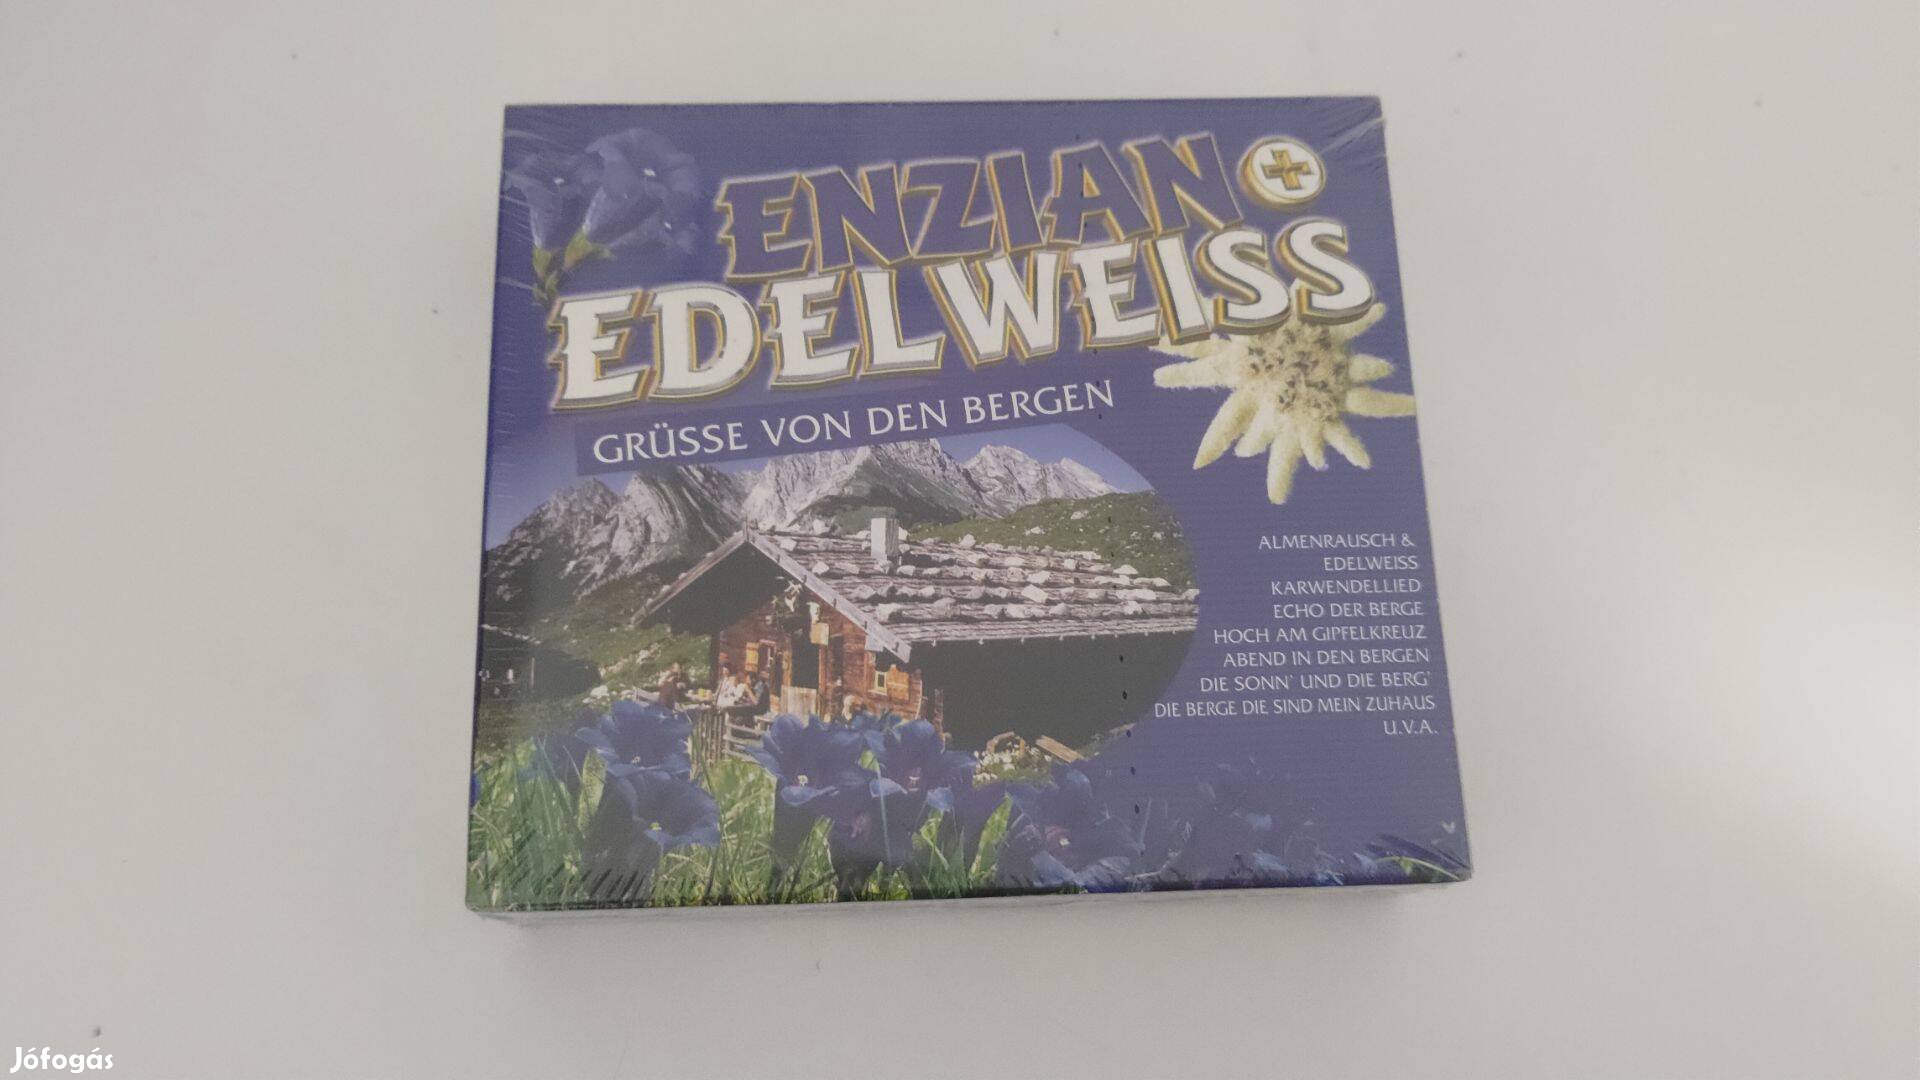 ENZIAN +
EDELWEISS
GRÜSSE VON DEN BERGEN
ALMENRAUSCH &
EDELWEISS
KARWENDELLIED
ECHO DER BERGE
HOCH AM GIPFELKREUZ
ABEND IN DEN BERGEN
DIE SONN' UND DIE BERG'
DIE BERGE DIE SIND MEIN ZUHAUS
U.V.A.
Jófogás